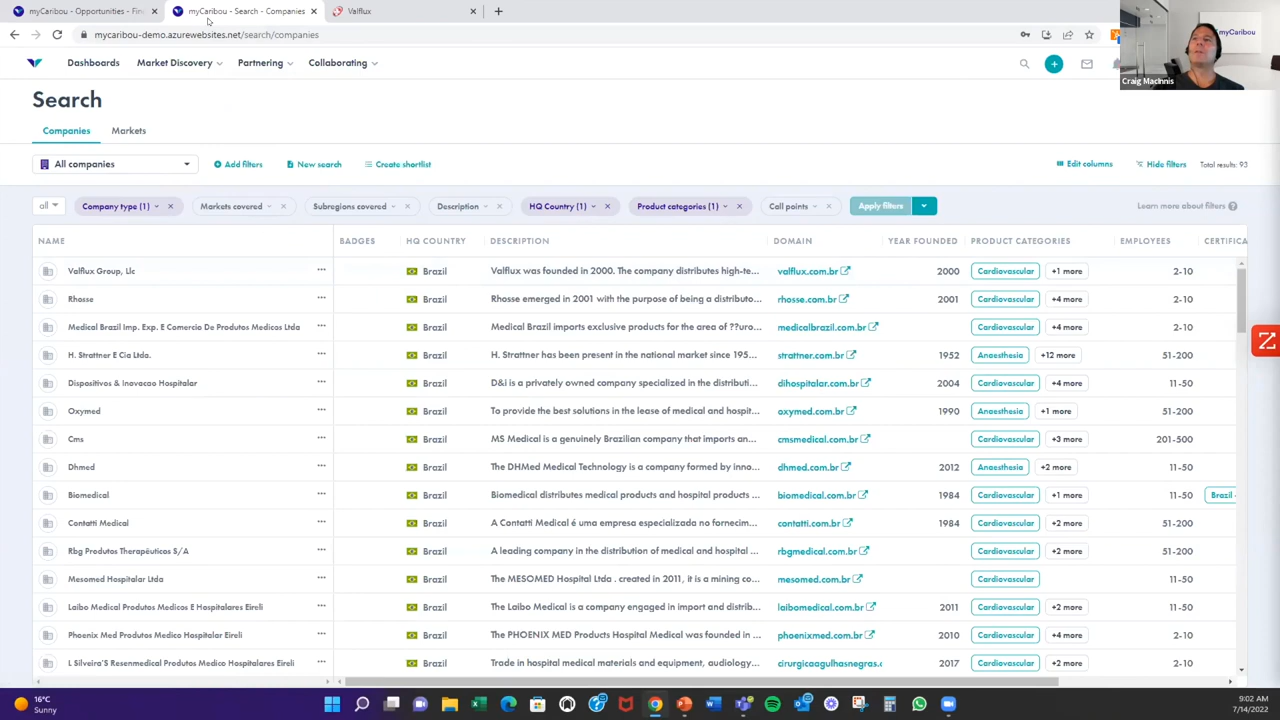 myCaribou - Opportunities - Fin
myCaribou - Search - Companies
Valflux
mycaribou-demo.azurewebsites.net/search/companies
myCaribou
Craig MacInnis
Dashboards Market Discovery Partnering Collaborating
Search
Companies Markets
All companies Add filters New search Create shortlist Edit columns Hide filters Total results: 93
all Company type (1) Markets covered Subregions covered Description HQ Country (1) Product categories (1) Call points Apply filters Learn more about filters
NAME BADGES HQ COUNTRY DESCRIPTION DOMAIN YEAR FOUNDED PRODUCT CATEGORIES EMPLOYEES CERTIFICA
Valflux Group, Llc ... Brazil Valflux was founded in 2000. The company distributes high-te... valflux.com.br 2000 Cardiovascular +1 more 2-10
Rhosse ... Brazil Rhosse emerged in 2001 with the purpose of being a distributo... rhosse.com.br 2001 Cardiovascular +4 more 2-10
Medical Brazil Imp. Exp. E Comercio De Produtos Medicos Ltda ... Brazil Medical Brazil imports exclusive products for the area of ??uro... medicalbrazil.com.br Cardiovascular +4 more 2-10
H. Strattner E Cia Ltda. ... Brazil H. Strattner has been present in the national market since 195... strattner.com.br 1952 Anaesthesia +12 more 51-200
Dispositivos & Inovacao Hospitalar ... Brazil D&i is a privately owned company specialized in the distributi... dihospitalar.com.br 2004 Cardiovascular +4 more 11-50
Oxymed ... Brazil To provide the best solutions in the lease of medical and hospit... oxymed.com.br 1990 Anaesthesia +1 more 51-200
Cms ... Brazil MS Medical is a genuinely Brazilian company that imports an... cmsmedical.com.br Cardiovascular +3 more 201-500
Dhmed ... Brazil The DHMed Medical Technology is a company formed by inno... dhmed.com.br 2012 Anaesthesia +2 more 11-50
Biomedical ... Brazil Biomedical distributes medical products and hospital products ... biomedical.com.br 1984 Cardiovascular +1 more 11-50 Brazil
Contatti Medical ... Brazil A Contatti Medical é uma empresa especializada no fornecim... contatti.com.br 1984 Cardiovascular +2 more 51-200
Rbg Produtos Terapêuticos S/A ... Brazil A leading company in the distribution of medical and hospital ... rbgmedical.com.br Cardiovascular +2 more 51-200
Mesomed Hospitalar Ltda ... Brazil The MESOMED Hospital Ltda . created in 2011, it is a mining co... mesomed.com.br Cardiovascular 11-50
Laibo Medical Produtos Medicos E Hospitalares Eireli ... Brazil The Laibo Medical is a company engaged in import and distrib... laibomedical.com.br 2011 Cardiovascular +2 more 11-50
Phoenix Med Produtos Medico Hospitalar Eireli ... Brazil The PHOENIX MED Products Hospital Medical was founded in ... phoenixmed.com.br 2010 Cardiovascular +4 more 2-10
L Silveira'S Resenmedical Produtos Medico Hospitalares Eireli ... Brazil Trade in hospital medical materials and equipment, audiology... cirurgicaagulhasnegras.c 2017 Cardiovascular +2 more 2-10
16°C
Sunny
9:02 AM
7/14/2022